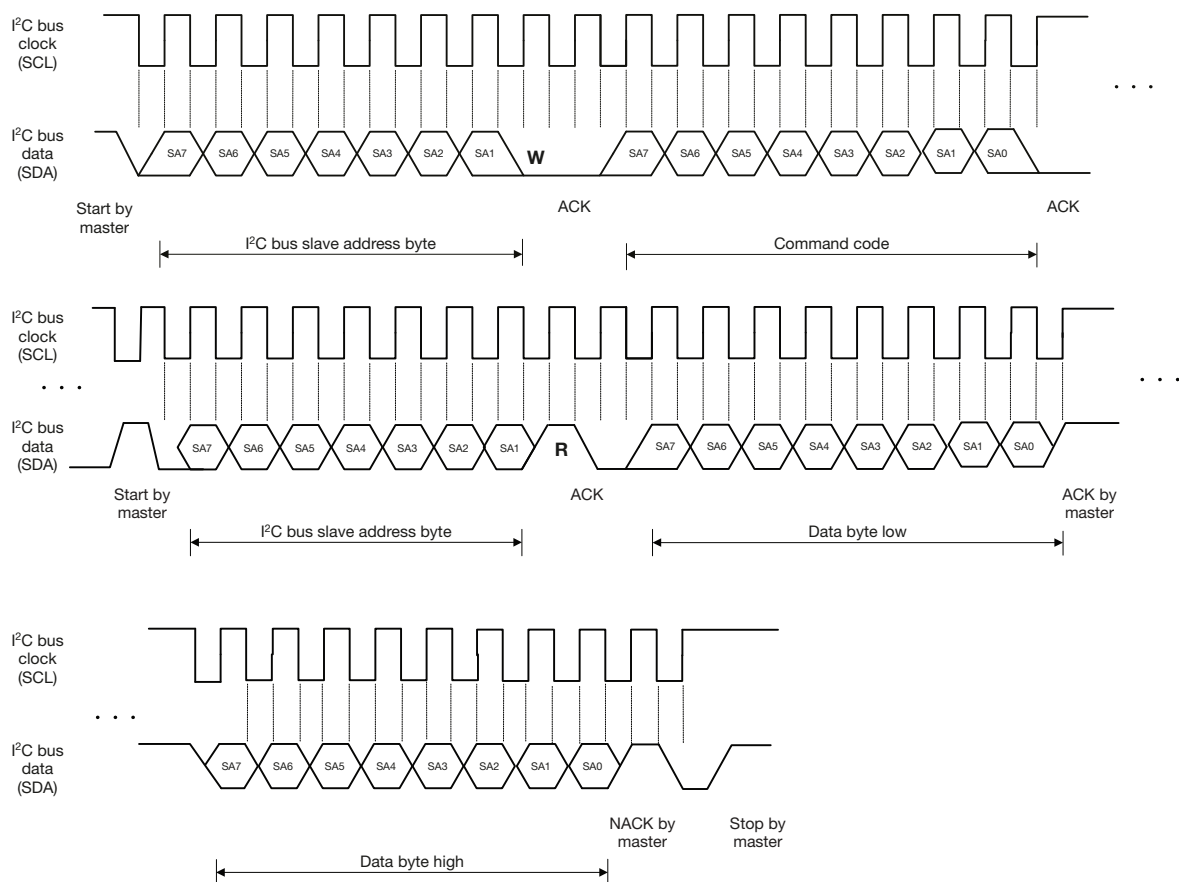 I²C bus
clock
(SCL)
. . .
I²C bus
data
(SDA)
SA7 SA6 SA5 SA4 SA3 SA2 SA1 W SA7 SA6 SA5 SA4 SA3 SA2 SA1 SA0
Start by
master
ACK
ACK
I²C bus slave address byte
Command code
I²C bus
clock
(SCL)
. . .
. . .
I²C bus
data
(SDA)
SA7 SA6 SA5 SA4 SA3 SA2 SA1 R SA7 SA6 SA5 SA4 SA3 SA2 SA1 SA0
Start by
master
ACK
ACK by
master
I²C bus slave address byte
Data byte low
I²C bus
clock
(SCL)
. . .
I²C bus
data
(SDA)
SA7 SA6 SA5 SA4 SA3 SA2 SA1 SA0
NACK by
master
Stop by
master
Data byte high